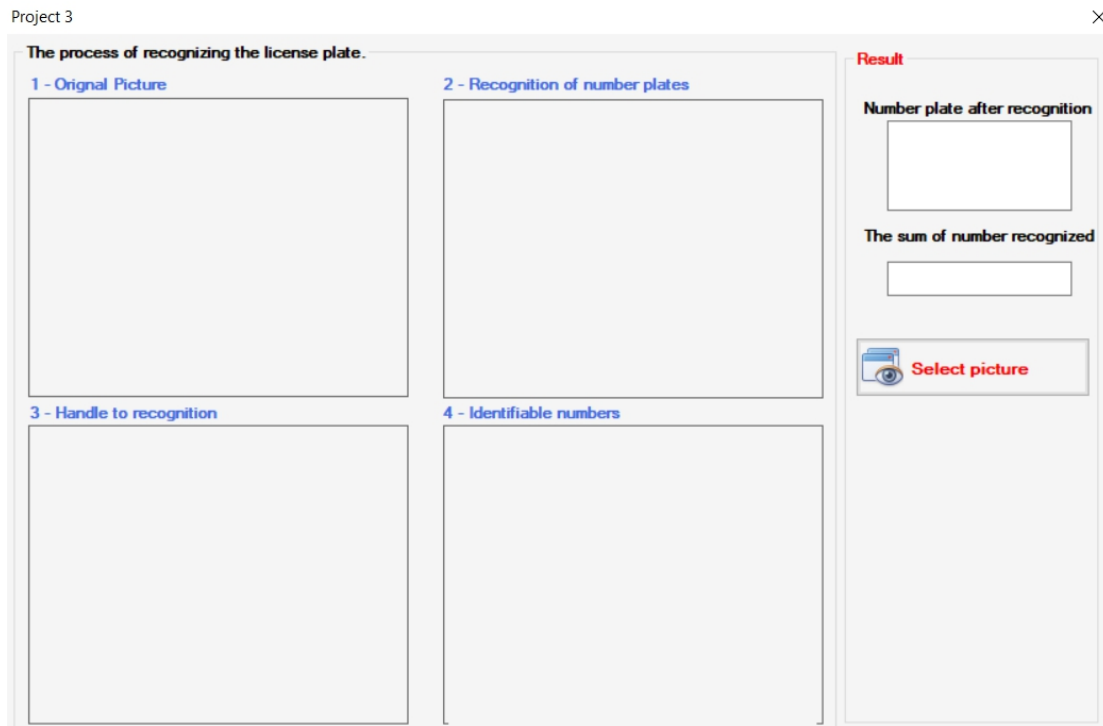 Project 3
The process of recognizing the license plate.
1 - Orignal Picture
2 - Recognition of number plates
3 - Handle to recognition
4 - Identifiable numbers
Result
Number plate after recognition
The sum of number recognized
Select picture